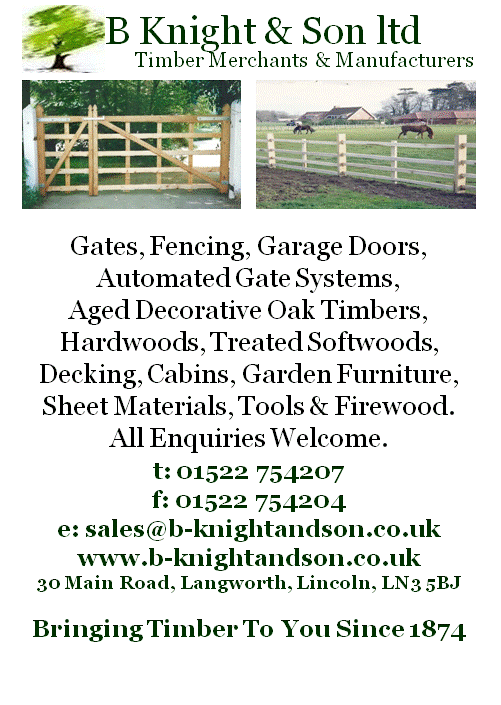 B Knight & Son ltd
Timber Merchants & Manufacturers
Gates, Fencing, Garage Doors,
Automated Gate Systems,
Aged Decorative Oak Timbers,
Hardwoods, Treated Softwoods,
Decking, Cabins, Garden Furniture,
Sheet Materials, Tools & Firewood.
All Enquiries Welcome.
t: 01522 754207
f: 01522 754204
e: sales@b-knightandson.co.uk
www.b-knightandson.co.uk
30 Main Road, Langworth, Lincoln, LN3 5BJ
Bringing Timber To You Since 1874